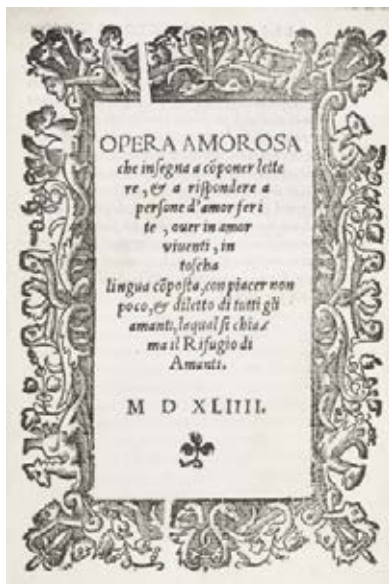 OPERA AMOROSA
che insegna a cõponer lette
re, & a rispondere a
persone d'amor feri
te, ouer in amor
viuenti, in
toscha
lingua cõposta, con piacer non
poco, & diletto di tutti gli
amanti, laqual si chia-
ma il Rifugio di
Amanti.
M D XLIIII.